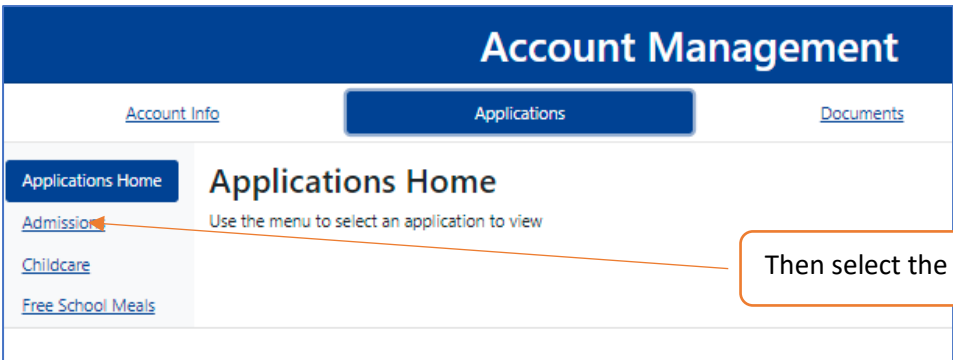 Account Management
Account Info Applications Documents
Applications Home
Applications Home
Admissions
Use the menu to select an application to view
Childcare
Then select the
Free School Meals